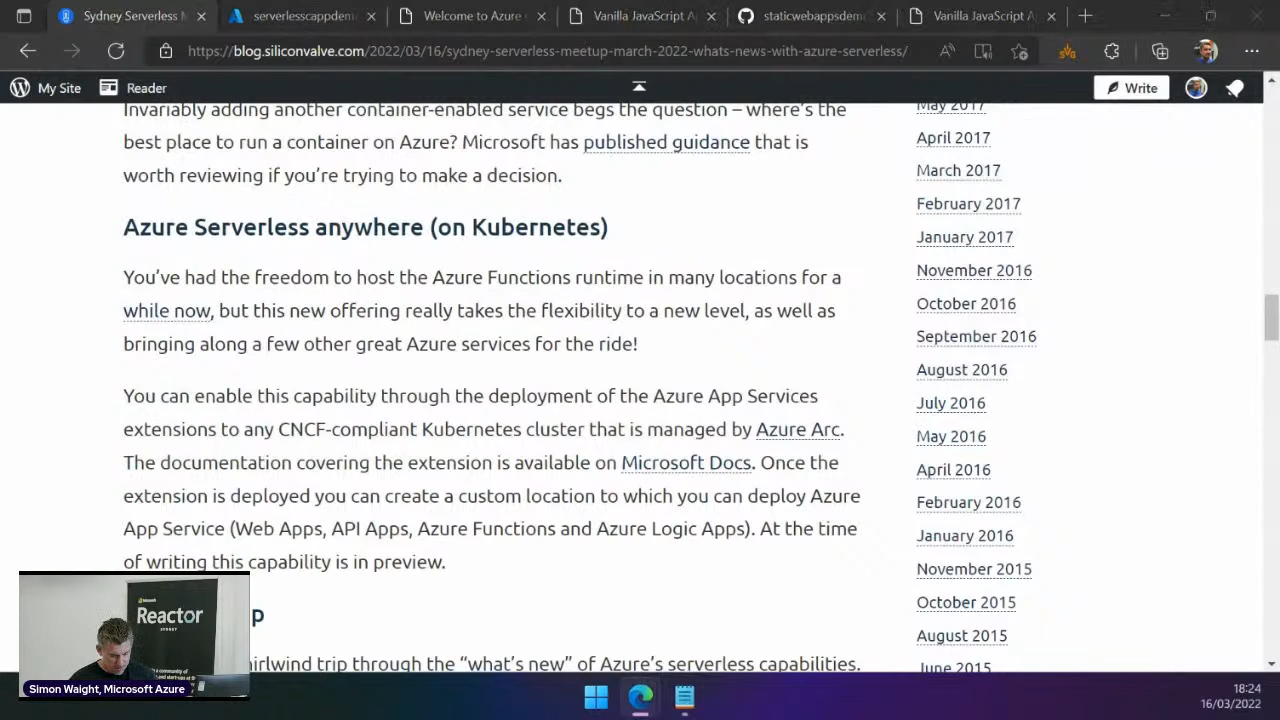 Sydney Serverless M
serverlesscappdem
Welcome to Azure
Vanilla JavaScript A
staticwebappsdem
Vanilla JavaScript A
https://blog.siliconvalve.com/2022/03/16/sydney-serverless-meetup-march-2022-whats-news-with-azure-serverless/
My Site
Reader
Write
Invariably adding another container-enabled service begs the question – where's the
best place to run a container on Azure? Microsoft has published guidance that is
worth reviewing if you're trying to make a decision.
Azure Serverless anywhere (on Kubernetes)
You've had the freedom to host the Azure Functions runtime in many locations for a
while now, but this new offering really takes the flexibility to a new level, as well as
bringing along a few other great Azure services for the ride!
You can enable this capability through the deployment of the Azure App Services
extensions to any CNCF-compliant Kubernetes cluster that is managed by Azure Arc.
The documentation covering the extension is available on Microsoft Docs. Once the
extension is deployed you can create a custom location to which you can deploy Azure
App Service (Web Apps, API Apps, Azure Functions and Azure Logic Apps). At the time
of writing this capability is in preview.
p
hirlwind trip through the “what's new” of Azure's serverless capabilities.
May 2017
April 2017
March 2017
February 2017
January 2017
November 2016
October 2016
September 2016
August 2016
July 2016
May 2016
April 2016
February 2016
January 2016
November 2015
October 2015
August 2015
June 2015
Microsoft
Reactor
SYDNEY
Simon Waight, Microsoft Azure
18:24
16/03/2022